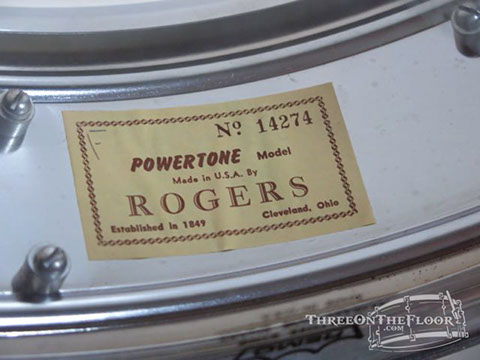 Nº 14274
POWERTONE Model
Made in U.S.A. By
ROGERS
Cleveland, Ohio
Established in 1849
THREEONTHEFLOOR
.COM